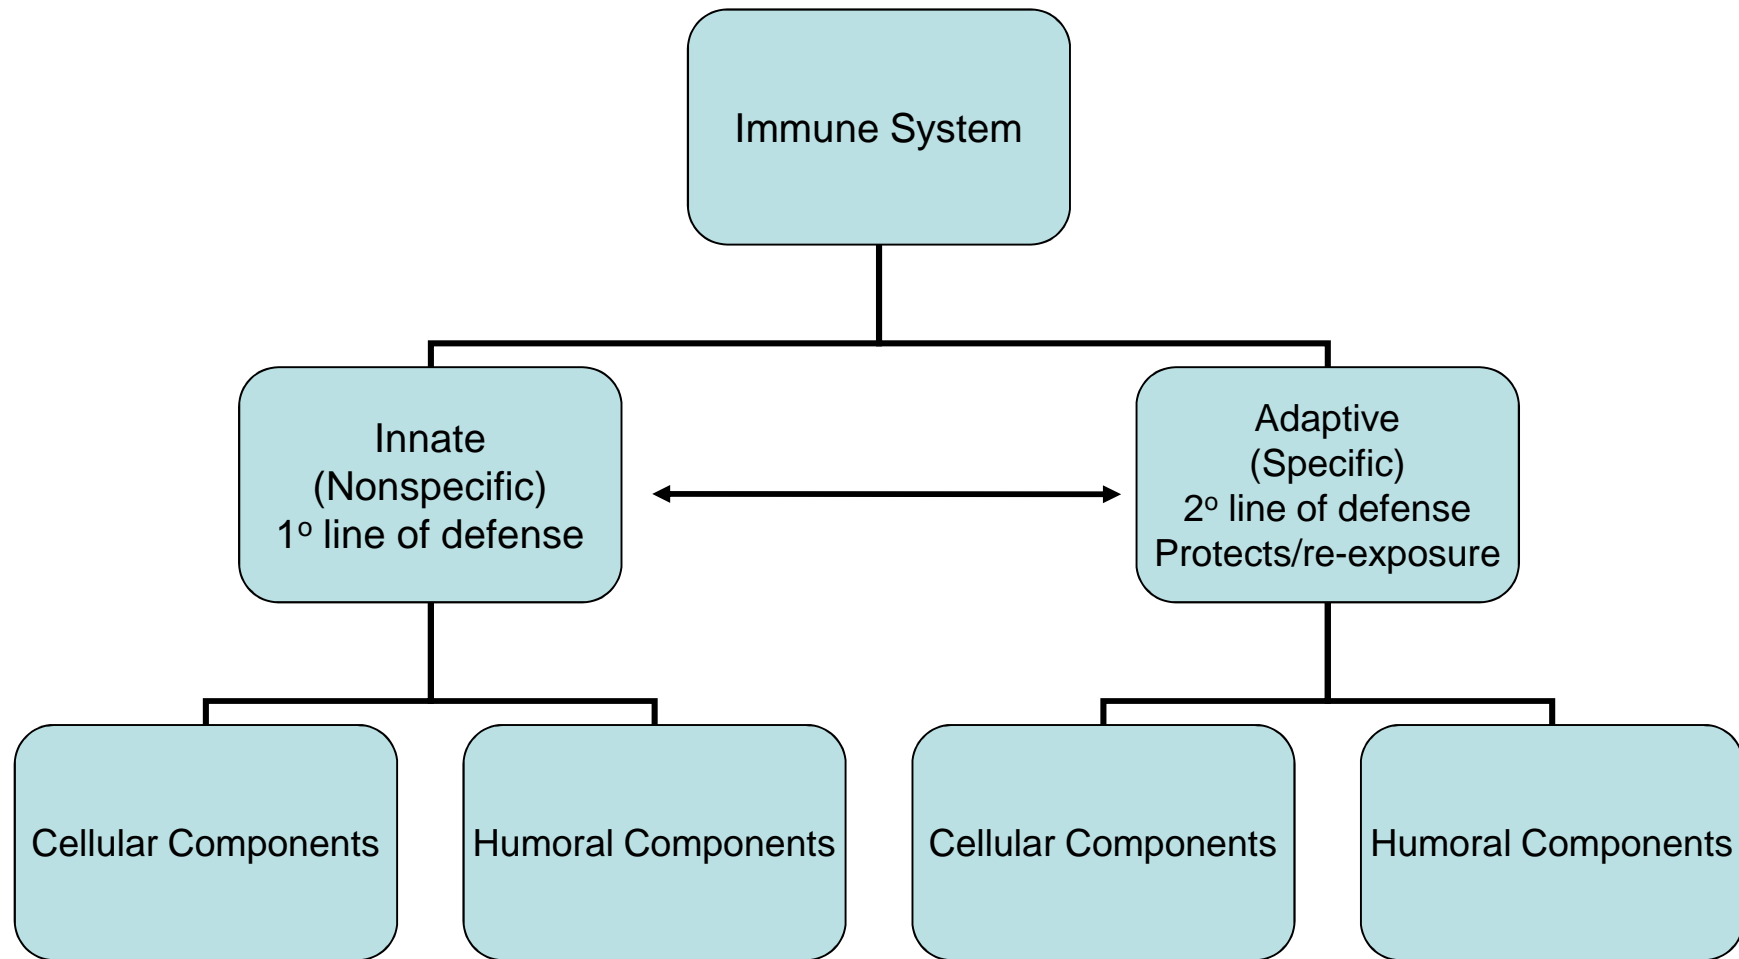 Immune System
Innate
(Nonspecific)
1º line of defense
Adaptive
(Specific)
2º line of defense
Protects/re-exposure
Cellular Components
Humoral Components
Cellular Components
Humoral Components